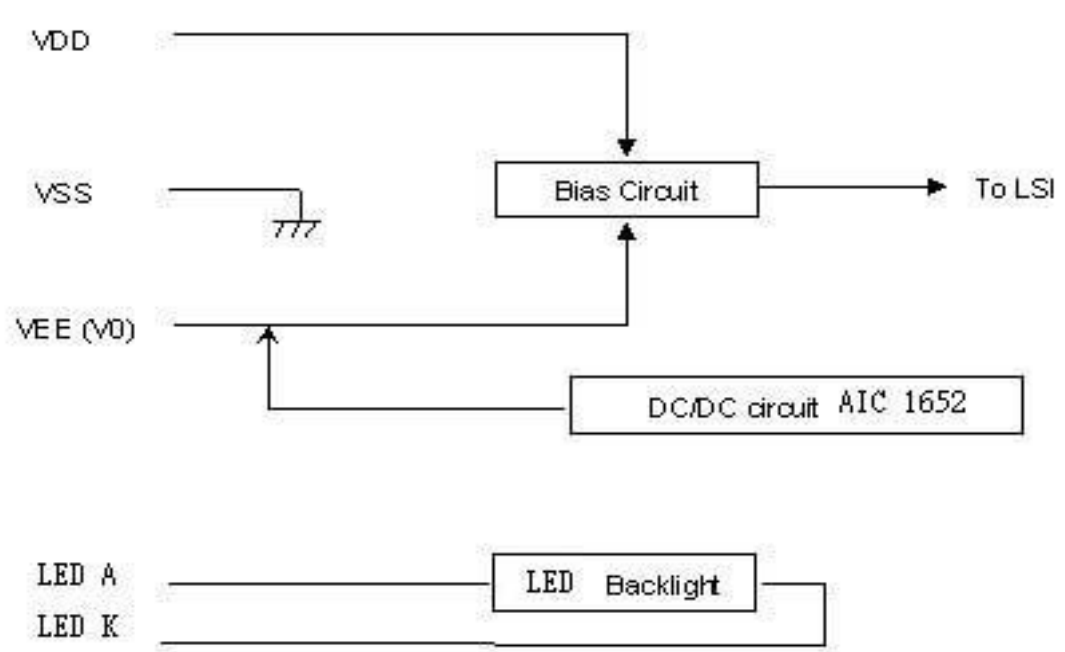 VDD
VSS
Bias Circuit
To LSI
VEE (V0)
DC/DC circuit AIC 1652
LED A
LED Backlight
LED K